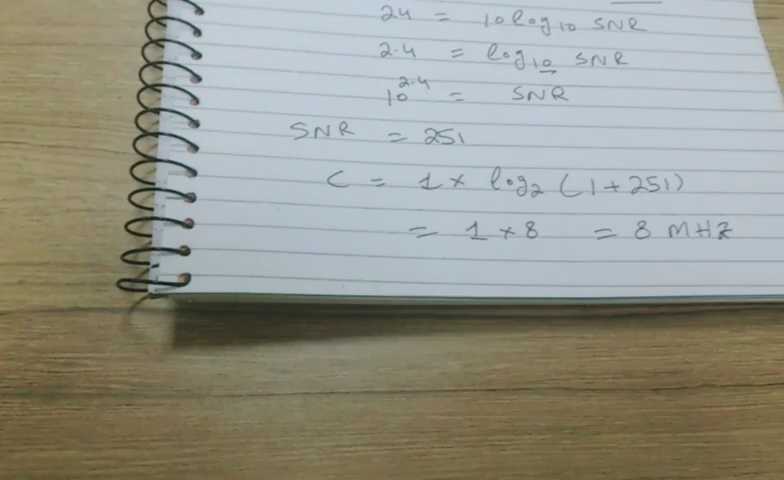 24 = 10 log10 SNR
2.4 = log10 SNR
10^2.4 = SNR
SNR = 251
C = 1 × log2 (1+251)
= 1 × 8 = 8 MHz